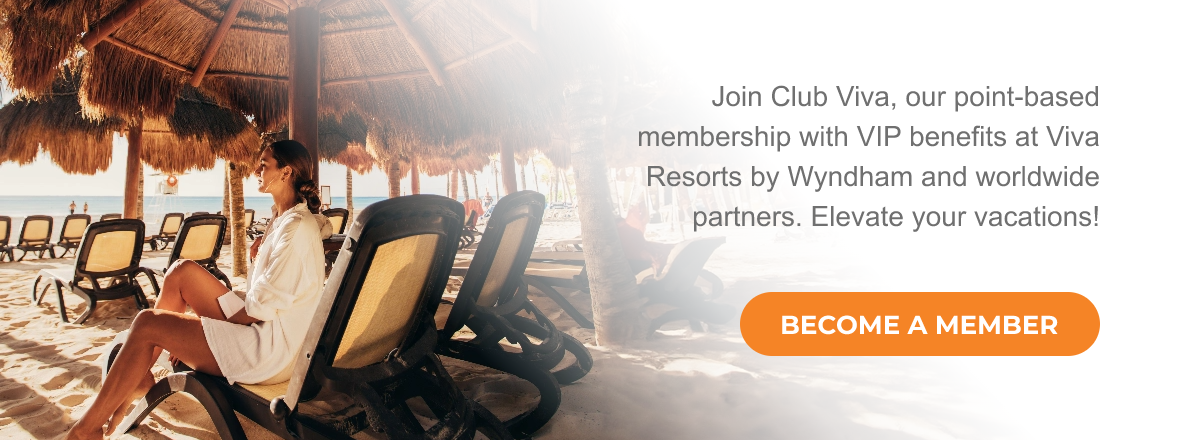 Join Club Viva, our point-based
membership with VIP benefits at Viva
Resorts by Wyndham and worldwide
partners. Elevate your vacations!
BECOME A MEMBER